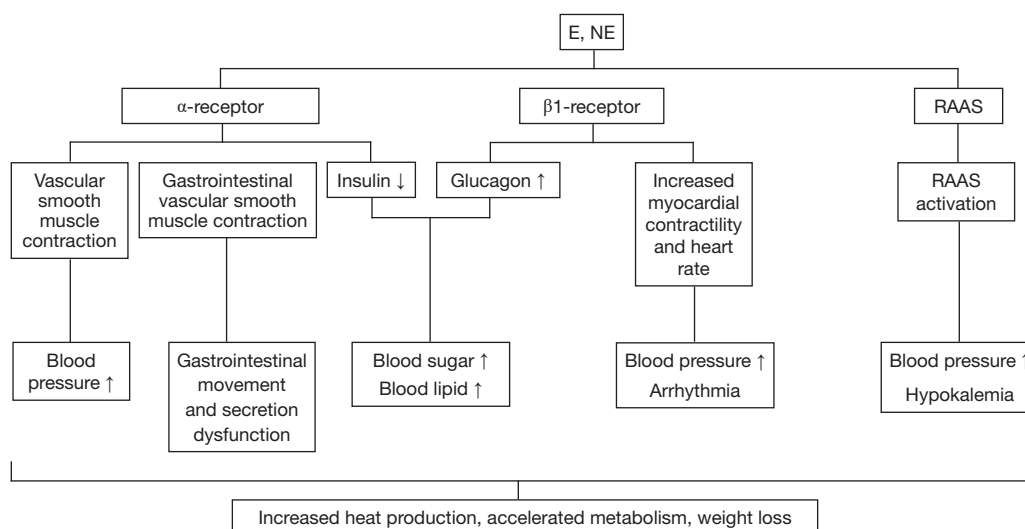 E, NE
α-receptor
β1-receptor
RAAS
Vascular
smooth
muscle
contraction
Gastrointestinal
vascular smooth
muscle contraction
Insulin ↓
Glucagon ↑
Increased
myocardial
contractility
and heart
rate
RAAS
activation
Blood
pressure ↑
Gastrointestinal
movement
and secretion
dysfunction
Blood sugar ↑
Blood lipid ↑
Blood pressure ↑
Arrhythmia
Blood pressure ↑
Hypokalemia
Increased heat production, accelerated metabolism, weight loss